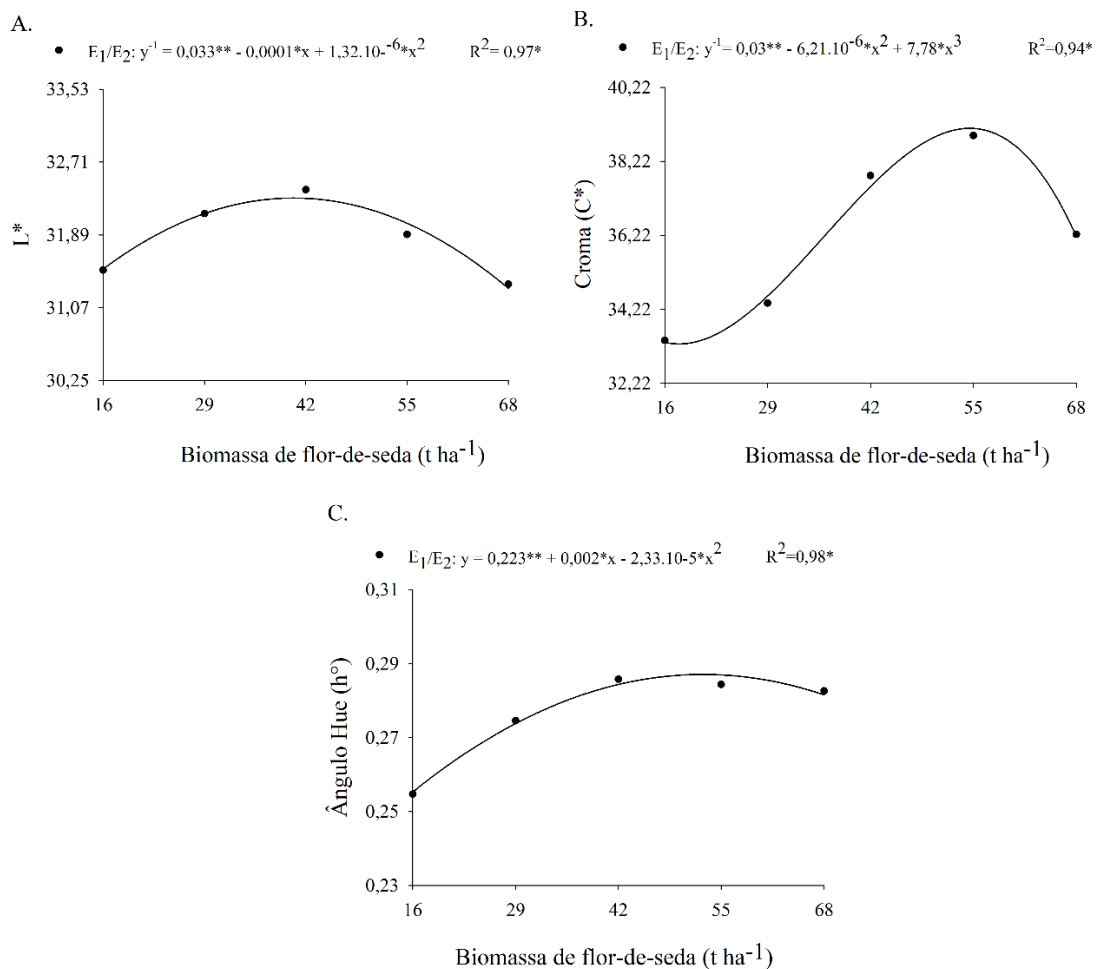 A.
E1/E2: y-1 = 0,033** - 0,0001*x + 1,32.10-6*x2 R2= 0,97*
33,53
32,71
31,89
31,07
30,25
L*
16 29 42 55 68
Biomassa de flor-de-seda (t ha-1)
B.
E1/E2: y-1 = 0,03** - 6,21.10-6*x2 + 7,78*x3 R2=0,94*
40,22
38,22
36,22
34,22
32,22
Croma (C*)
16 29 42 55 68
Biomassa de flor-de-seda (t ha-1)
C.
E1/E2: y = 0,223** + 0,002*x - 2,33.10-5*x2 R2=0,98*
0,31
0,29
0,27
0,25
0,23
Ângulo Hue (h°)
16 29 42 55 68
Biomassa de flor-de-seda (t ha-1)